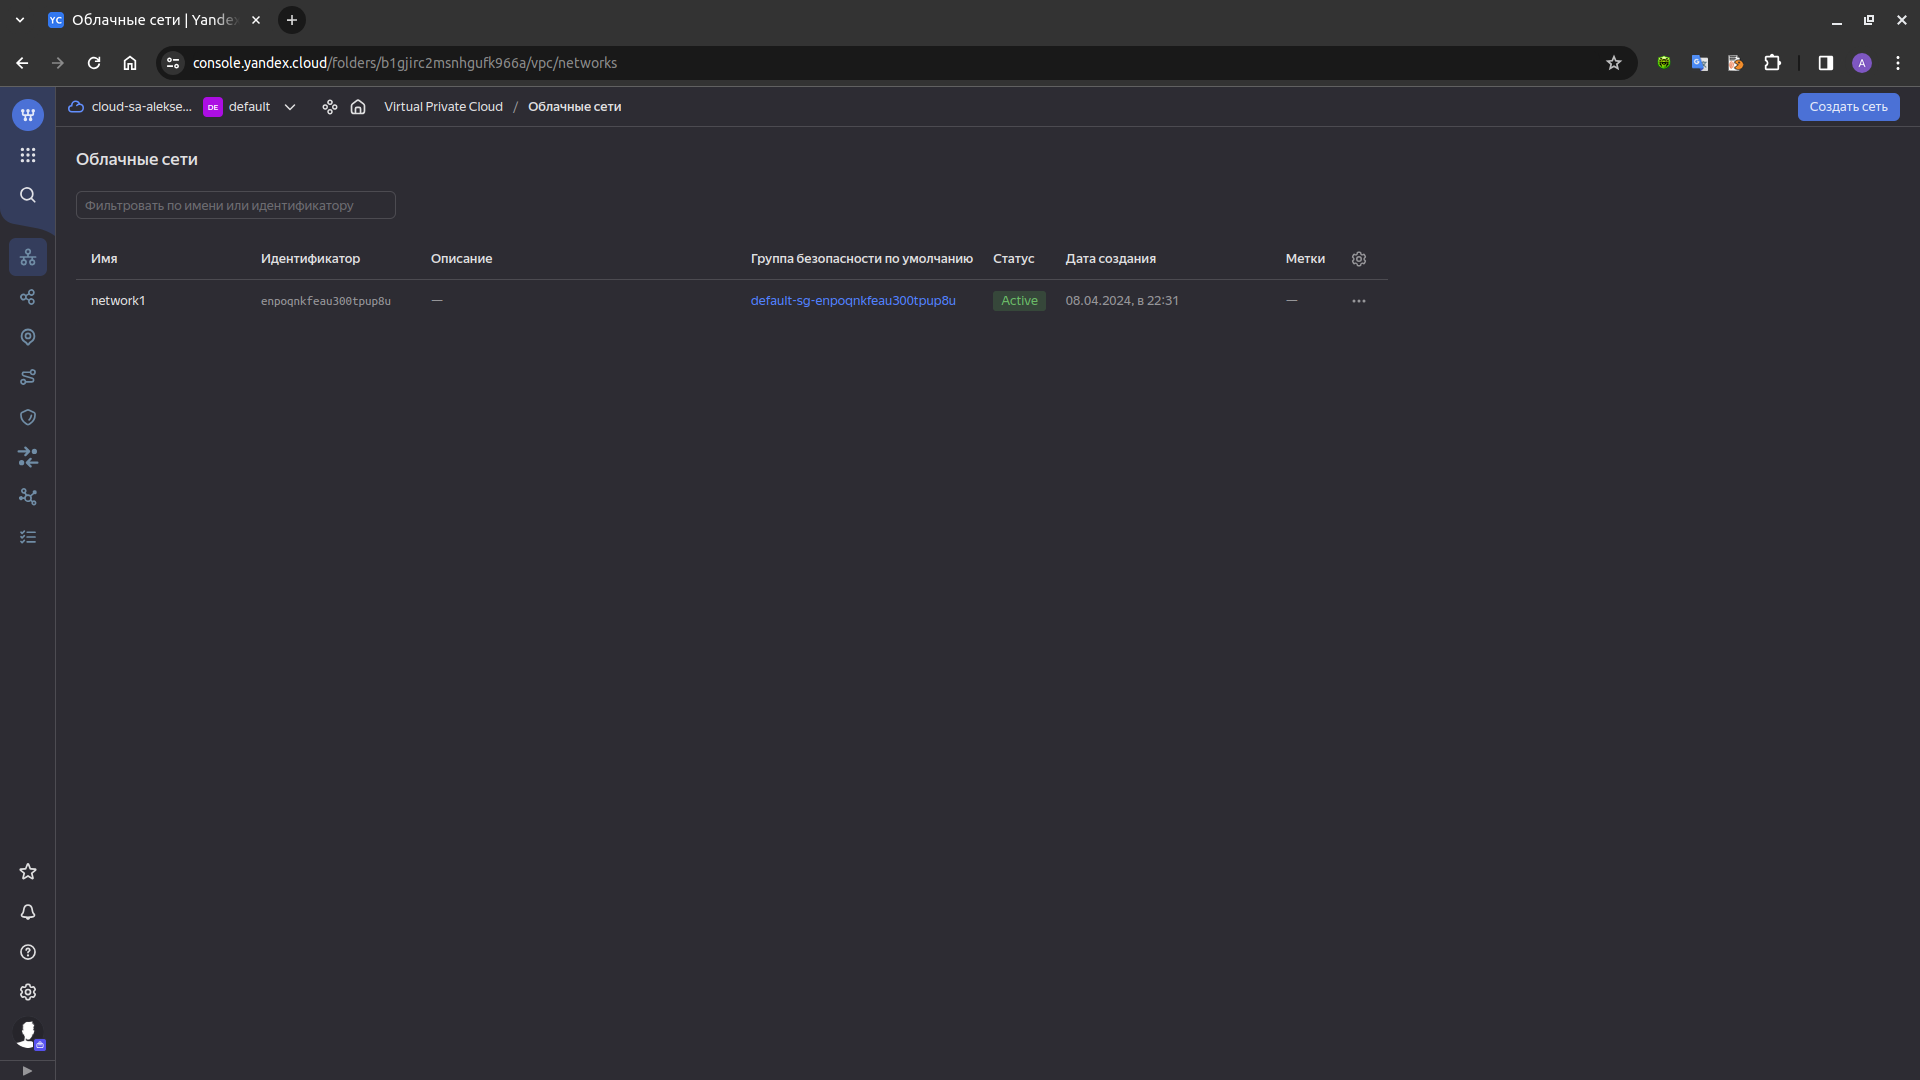 YC Облачные сети | Yandex
console.yandex.cloud/folders/b1gjirc2msnhgufk966a/vpc/networks
A
cloud-sa-alekse... DE default Virtual Private Cloud / Облачные сети Создать сеть
Облачные сети
Фильтровать по имени или идентификатору
Имя Идентификатор Описание Группа безопасности по умолчанию Статус Дата создания Метки
network1 enpoqnkfeau300tpup8u — default-sg-enpoqnkfeau300tpup8u Active 08.04.2024, в 22:31 —